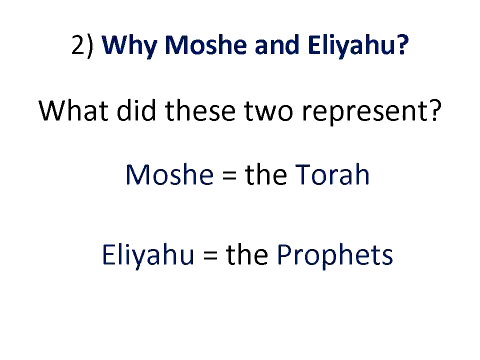 2) Why Moshe and Eliyahu?
What did these two represent?
Moshe = the Torah
Eliyahu = the Prophets